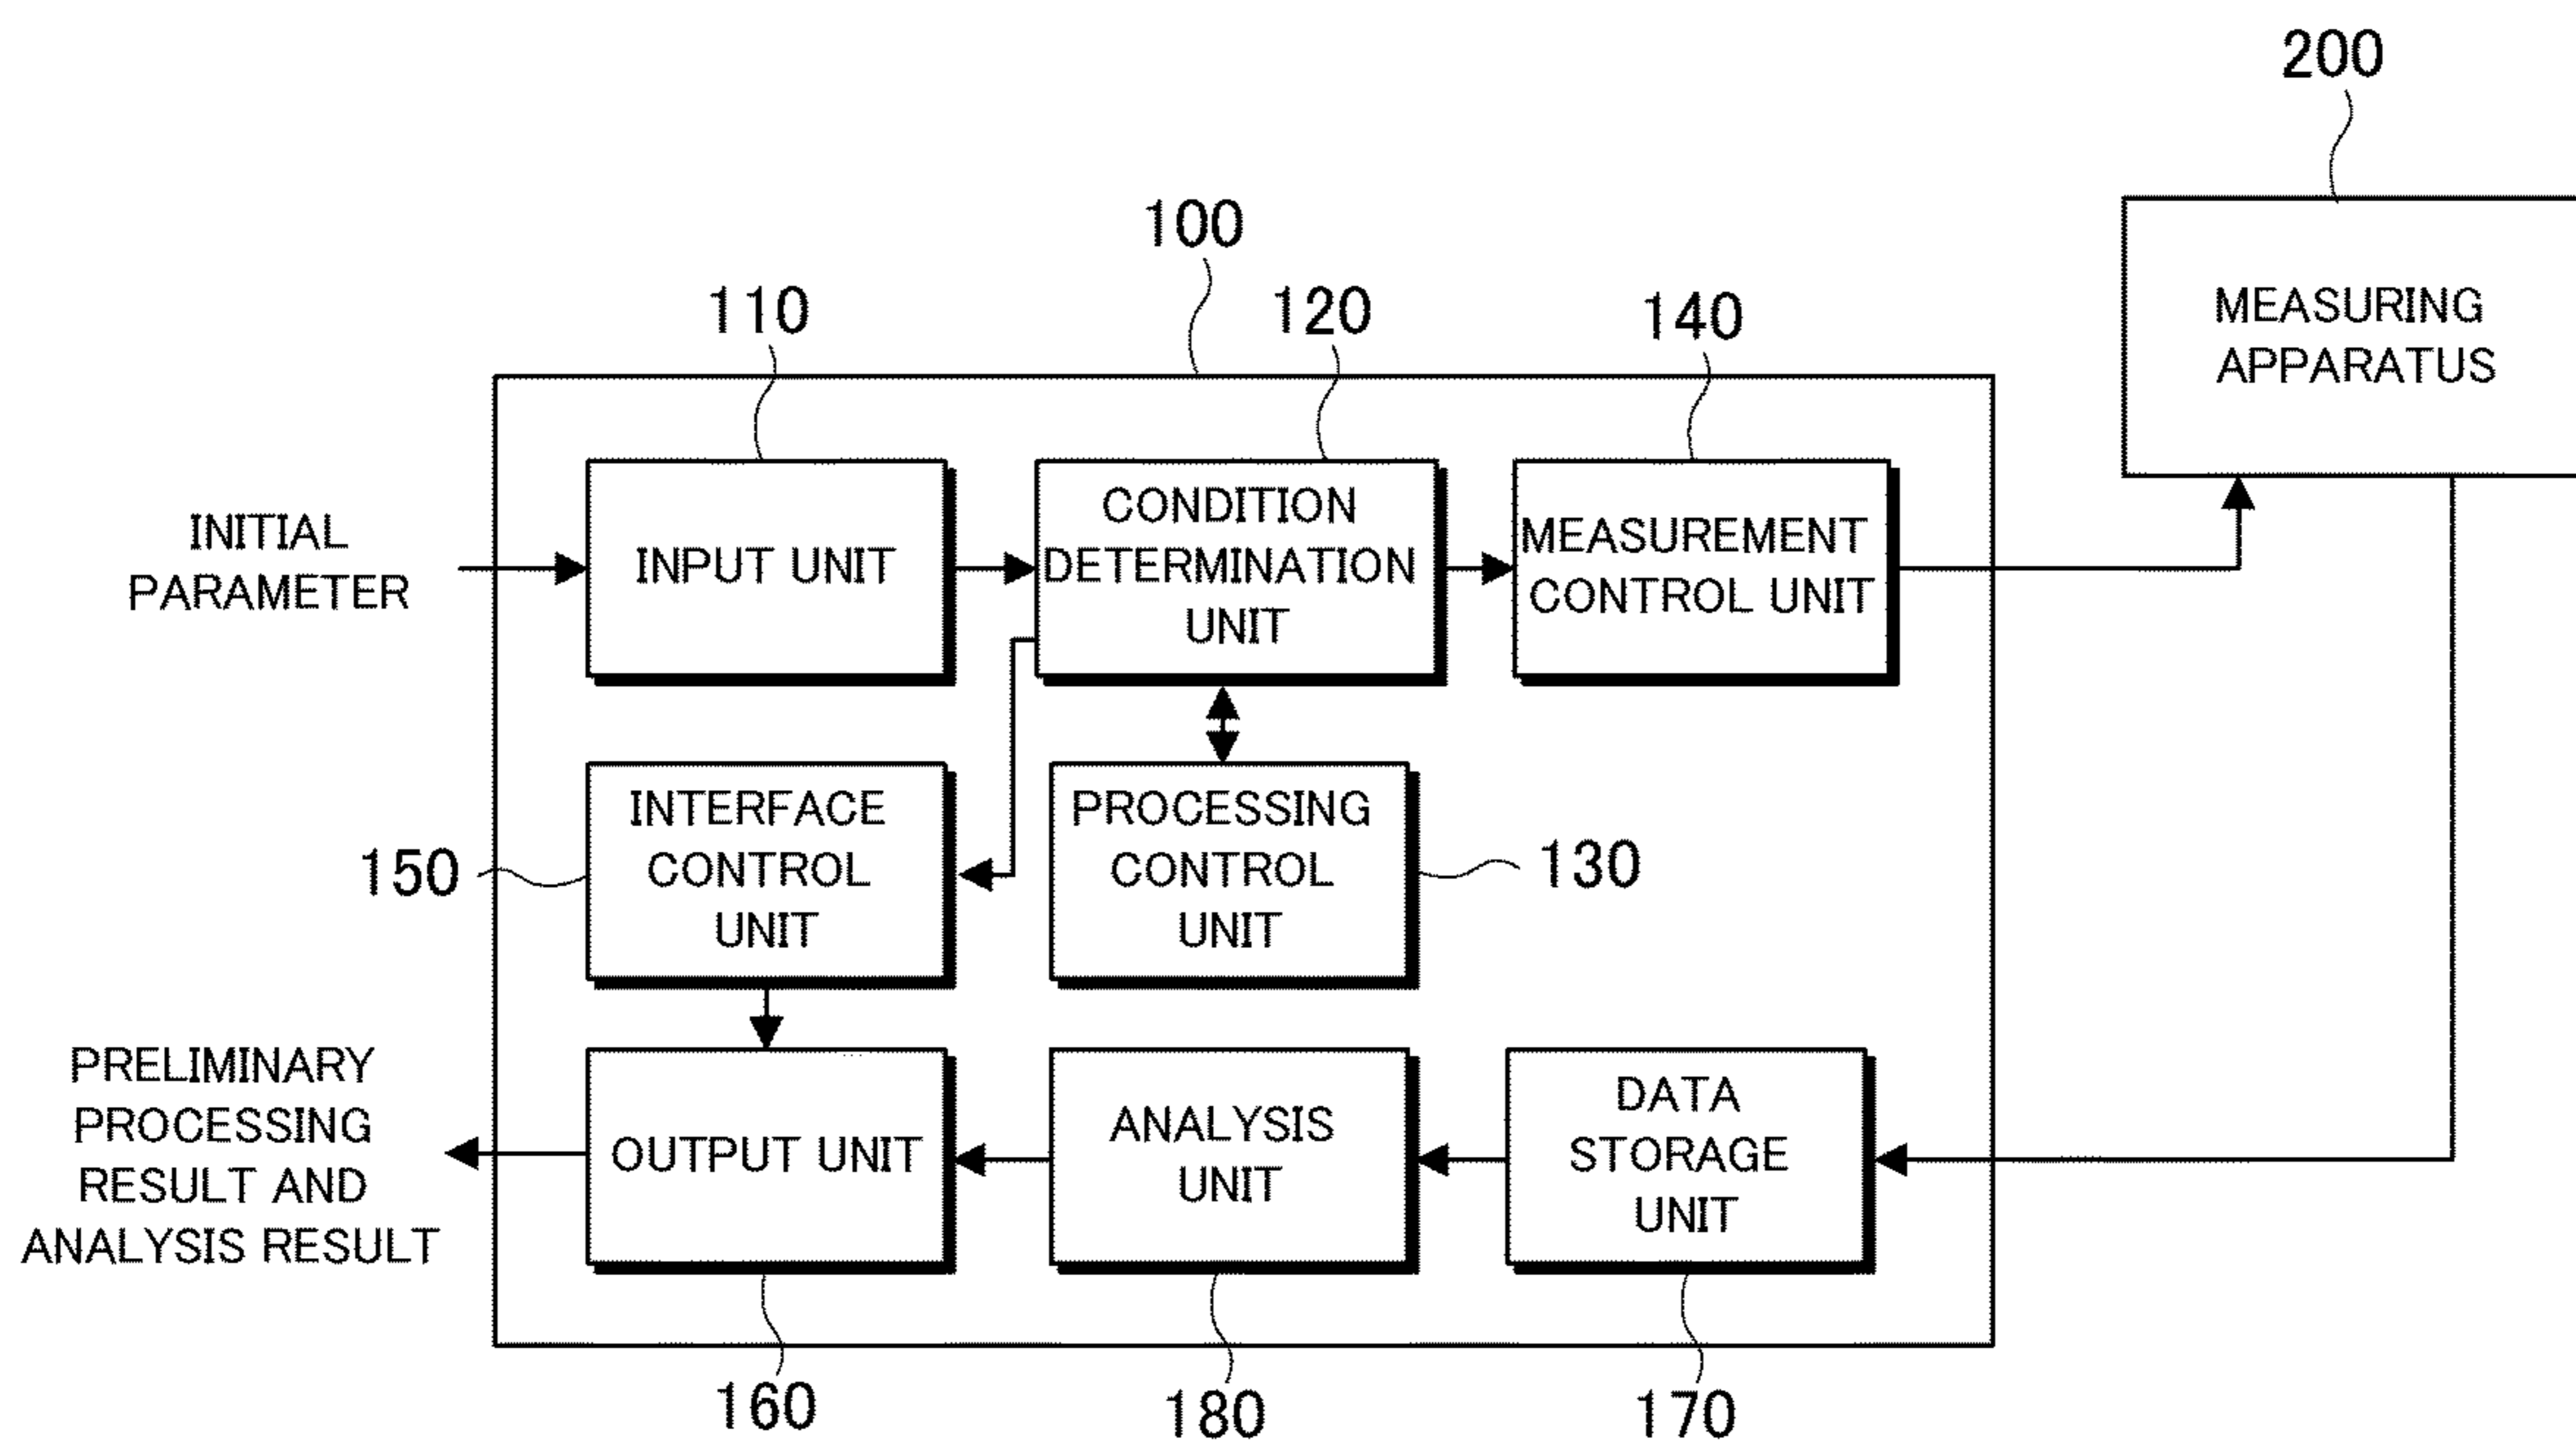 200
MEASURING
APPARATUS
100
110
120
140
INITIAL
PARAMETER
INPUT UNIT
CONDITION
DETERMINATION
UNIT
MEASUREMENT
CONTROL UNIT
150
INTERFACE
CONTROL
UNIT
PROCESSING
CONTROL
UNIT
130
PRELIMINARY
PROCESSING
RESULT AND
ANALYSIS RESULT
OUTPUT UNIT
ANALYSIS
UNIT
DATA
STORAGE
UNIT
160
180
170